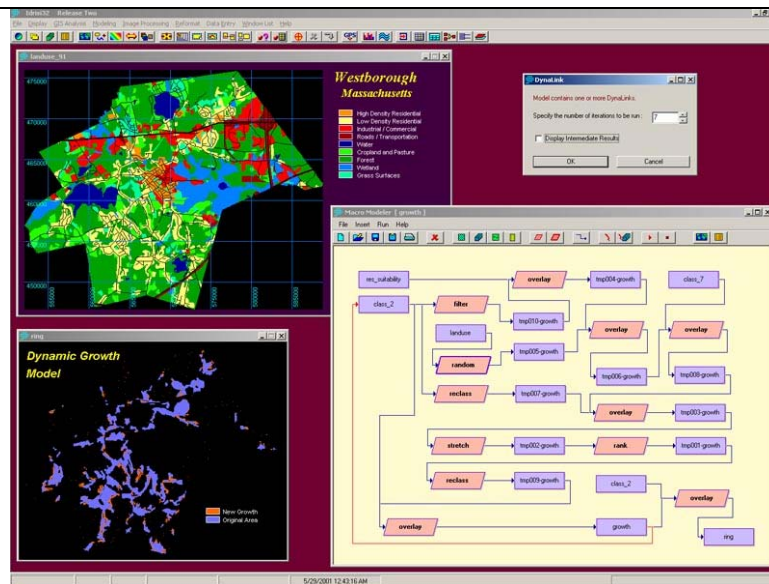 Idrisi32 Release Two
File Display GIS Analysis Modeling Image Processing Reformat Data Entry Window List Help
landuse_91
475000
470000
465000
460000
455000
450000
Westborough
Massachusetts
High Density Residential
Low Density Residential
Industrial / Commercial
Roads / Transportation
Water
Cropland and Pasture
Forest
Wetland
Grass Surfaces
DynaLink
Model contains one or more DynaLinks.
Specify the number of iterations to be run: 7
Display Intermediate Results
OK Cancel
Macro Modeler [ growth ]
File Insert Run Help
res_suitability overlay tmp004-growth class_7
class_2 filter
tmp010-growth
landuse overlay overlay
random tmp005-growth
tmp006-growth tmp008-growth
reclass tmp007-growth
overlay tmp003-growth
stretch tmp002-growth rank tmp001-growth
reclass tmp009-growth class_2
overlay
overlay growth
ring
ring
Dynamic Growth
Model
New Growth
Original Area
5/29/2001 12:43:16 AM